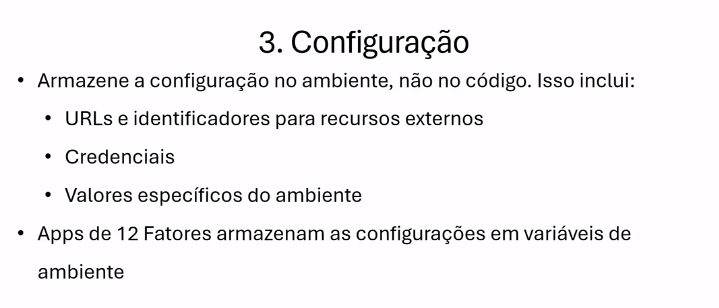 3. Configuração
• Armazene a configuração no ambiente, não no código. Isso inclui:
• URLs e identificadores para recursos externos
• Credenciais
• Valores específicos do ambiente
• Apps de 12 Fatores armazenam as configurações em variáveis de
ambiente